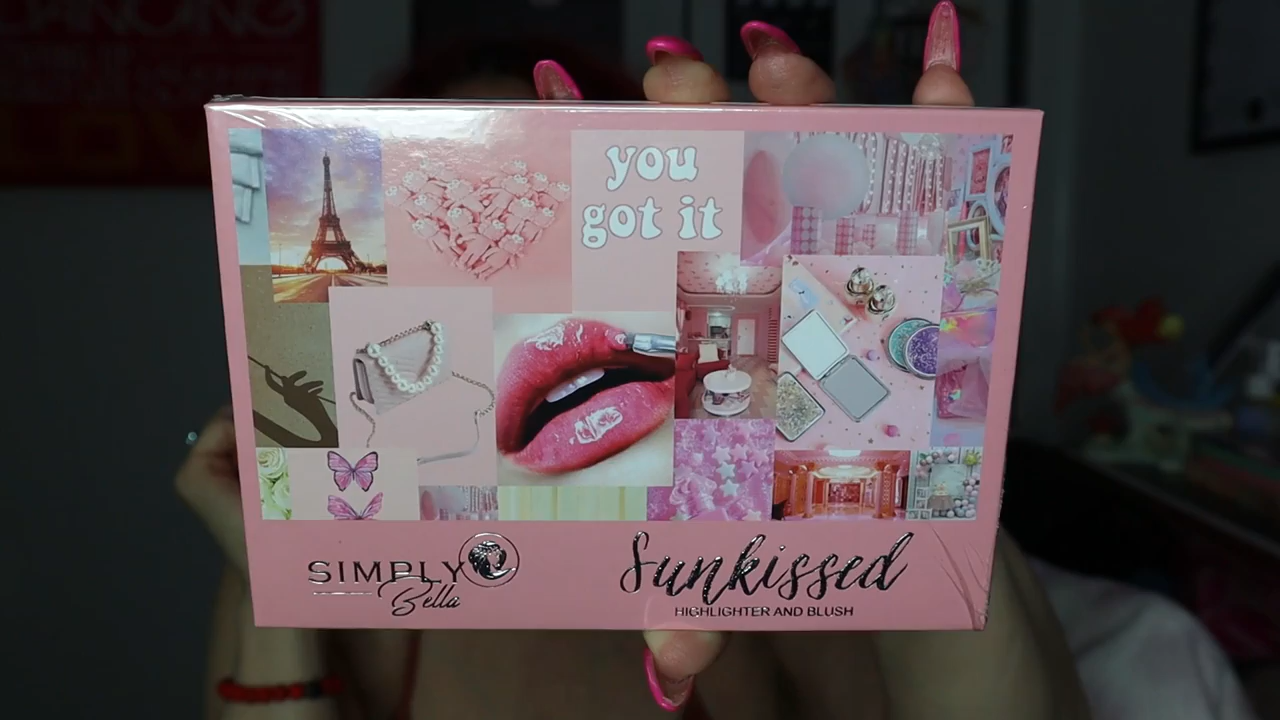 you
got it
SIMPLY
Bella
Sunkissed
HIGHLIGHTER AND BLUSH